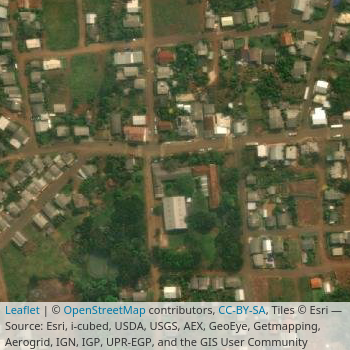 Leaflet | © OpenStreetMap contributors, CC-BY-SA, Tiles © Esri —
Source: Esri, i-cubed, USDA, USGS, AEX, GeoEye, Getmapping,
Aerogrid, IGN, IGP, UPR-EGP, and the GIS User Community